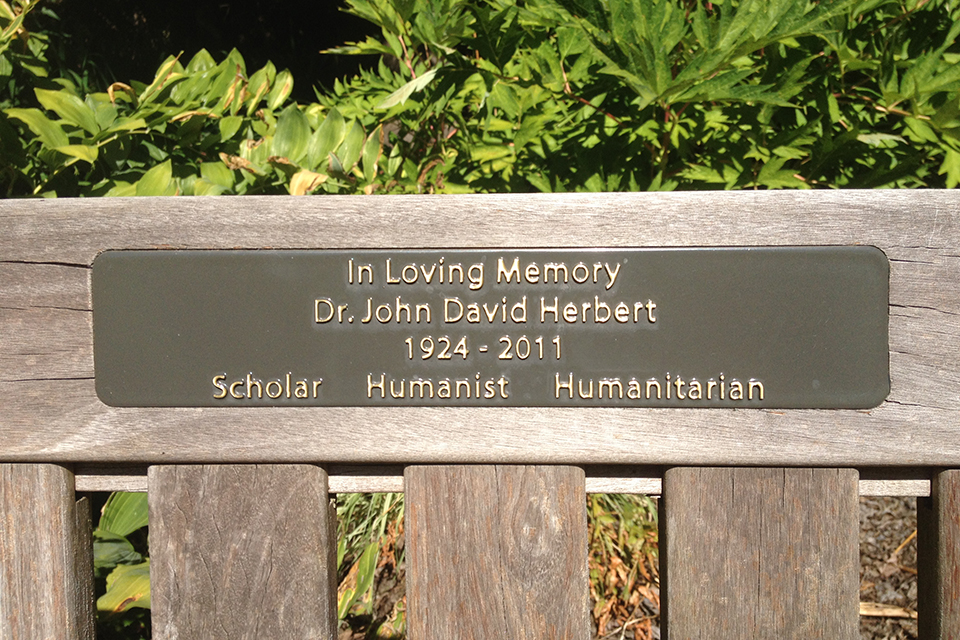 In Loving Memory
Dr. John David Herbert
1924 - 2011
Scholar Humanist Humanitarian